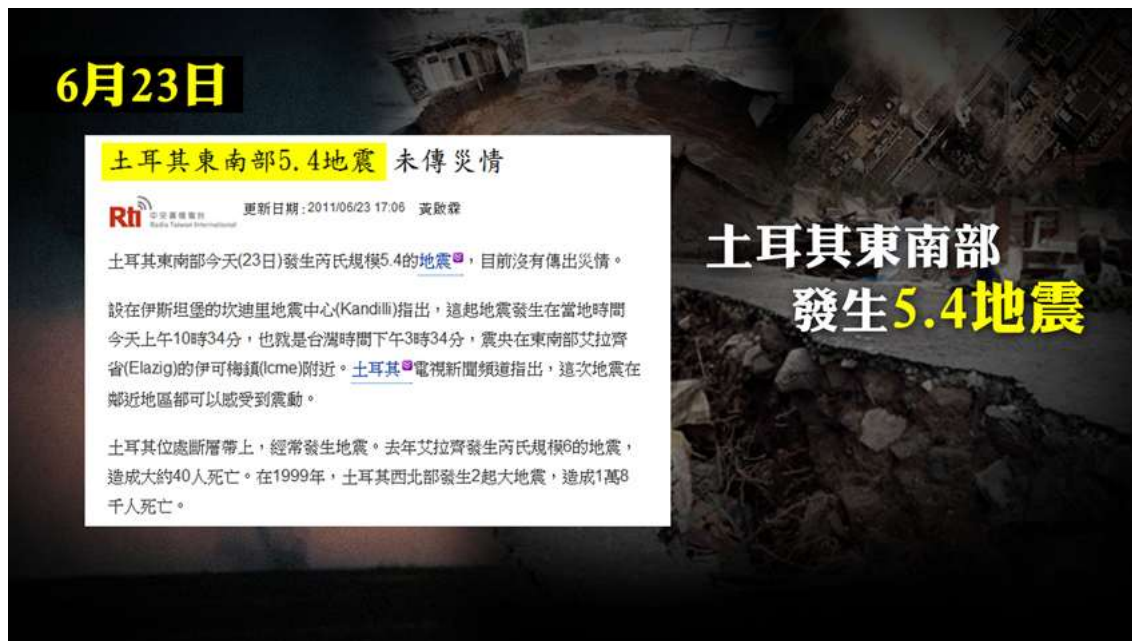 6月23日
土耳其東南部5.4地震 未傳災情
Rti 中央廣播電台 更新日期:2011/06/23 17:06 黃啟霖
Radio Taiwan International
土耳其東南部今天(23日)發生芮氏規模5.4的地震，目前沒有傳出災情。
設在伊斯坦堡的坎迪里地震中心(Kandilli)指出，這起地震發生在當地時間
今天上午10時34分，也就是台灣時間下午3時34分，震央在東南部艾拉齊
省(Elazig)的伊可梅鎮(Icme)附近。土耳其電視新聞頻道指出，這次地震在
鄰近地區都可以感受到震動。
土耳其位處斷層帶上，經常發生地震。去年艾拉齊發生芮氏規模6的地震，
造成大約40人死亡。在1999年，土耳其西北部發生2起大地震，造成1萬8
千人死亡。
土耳其東南部
發生5.4地震